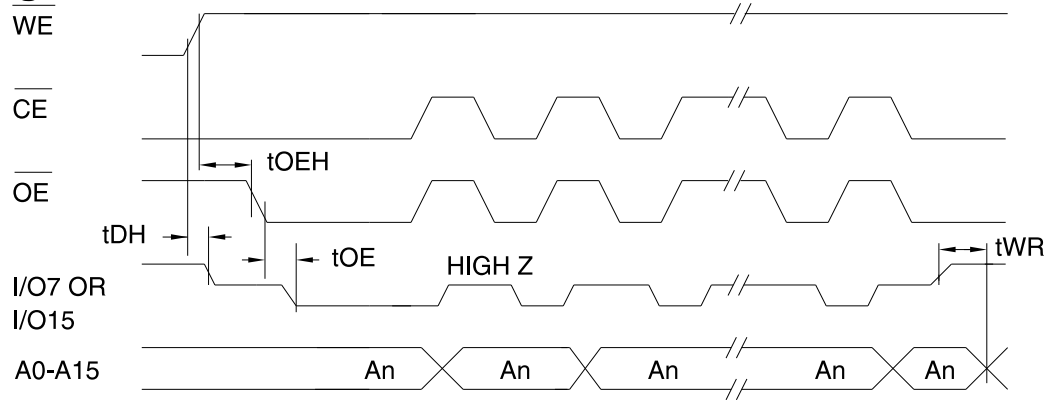 WE
CE
tOEH
OE
tDH
tOE
HIGH Z
tWR
I/O7 OR
I/O15
A0-A15 An An An An An